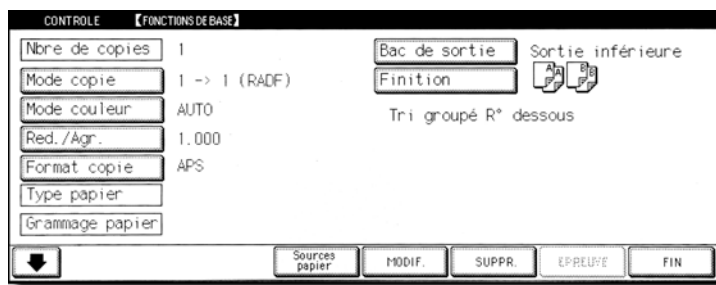 CONTROLE 【FONCTIONS DE BASE】
Nbre de copies 1
Mode copie 1 -> 1 (RADF)
Mode couleur AUTO
Red./Agr. 1.000
Format copie APS
Type papier
Grammage papier
Bac de sortie Sortie inférieure
Finition A A B B
Tri groupé R° dessous
Sources papier MODIF. SUPPR. EPREUVE FIN